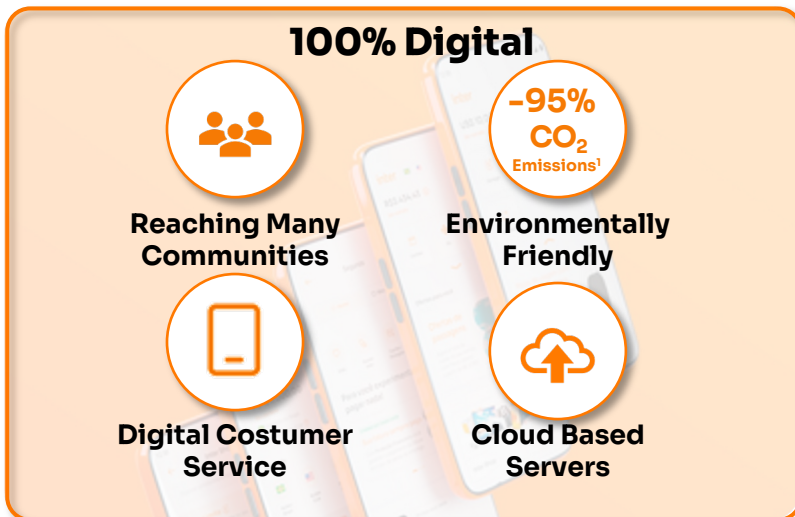 100% Digital
-95%
CO₂
Emissions¹
Reaching Many
Communities
Environmentally
Friendly
Digital Costumer
Service
Cloud Based
Servers